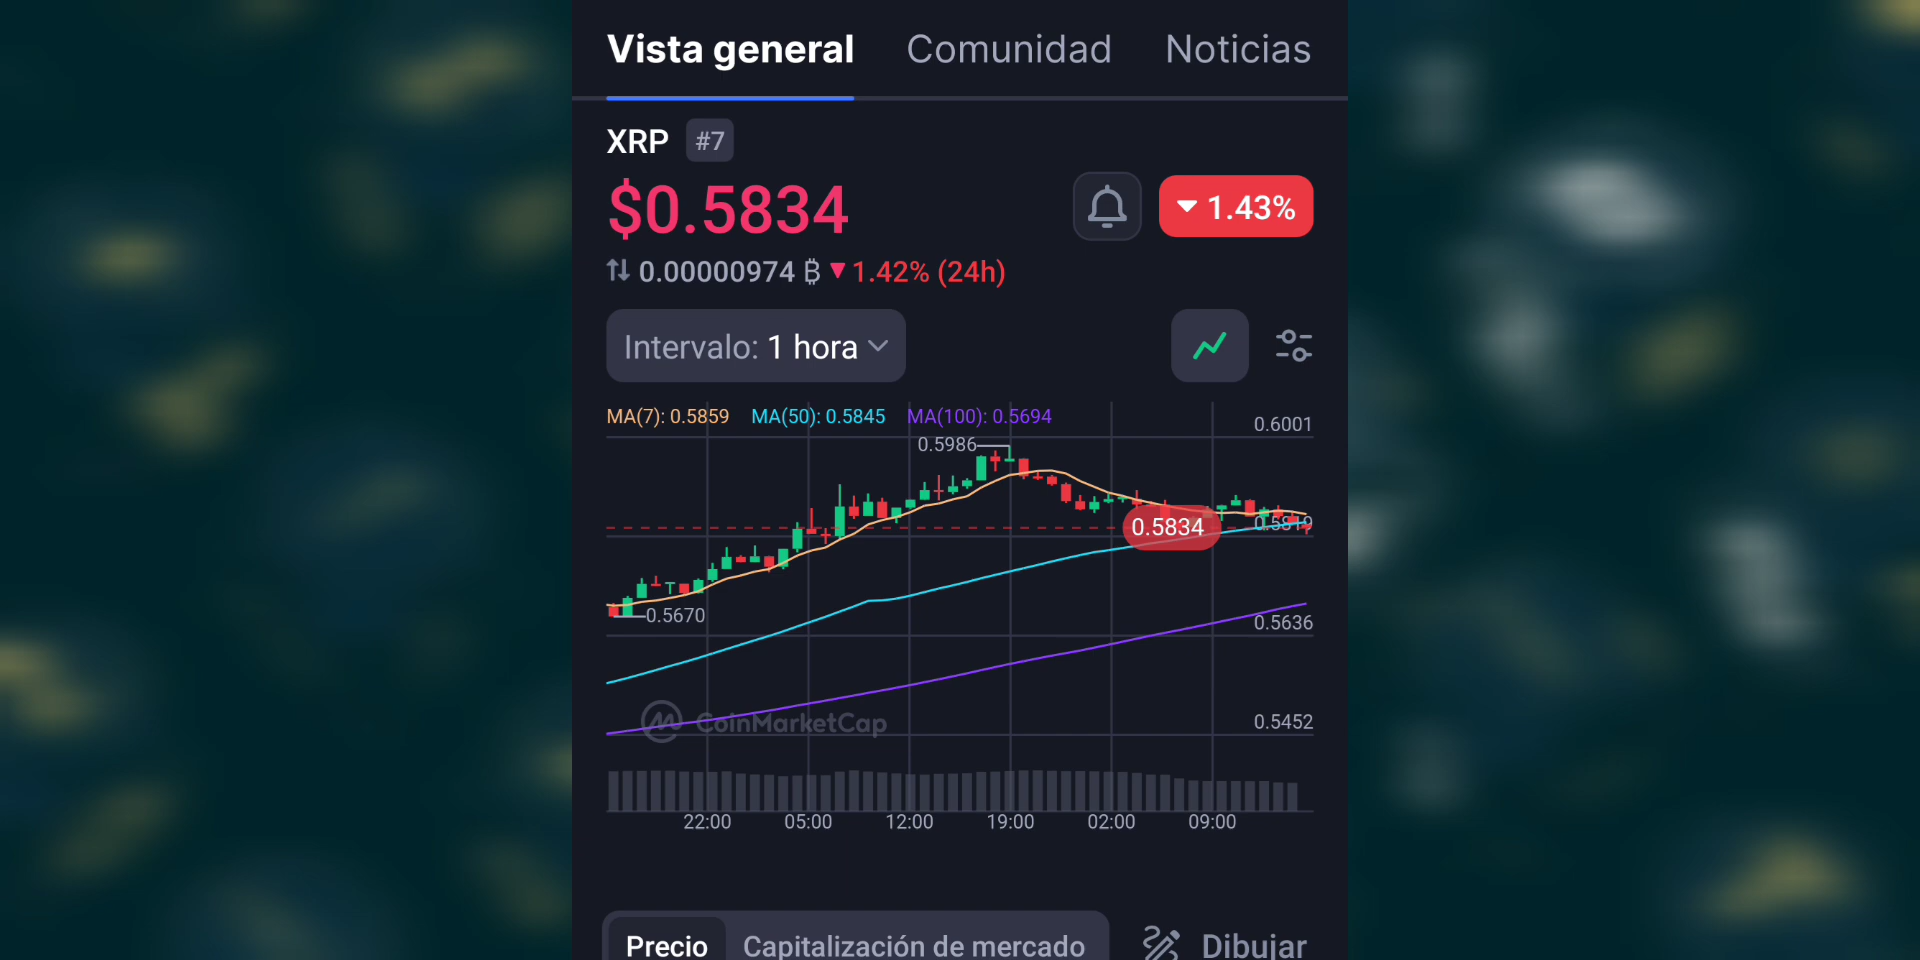 Vista general Comunidad Noticias
XRP #7
$0.5834
1.43%
0.00000974 ₿ ▼ 1.42% (24h)
Intervalo: 1 hora
MA(7): 0.5859 MA(50): 0.5845 MA(100): 0.5694
0.6001
0.5986
0.5834
0.5819
0.5670
0.5636
0.5452
CoinMarketCap
22:00 05:00 12:00 19:00 02:00 09:00
Precio Capitalización de mercado Dibujar